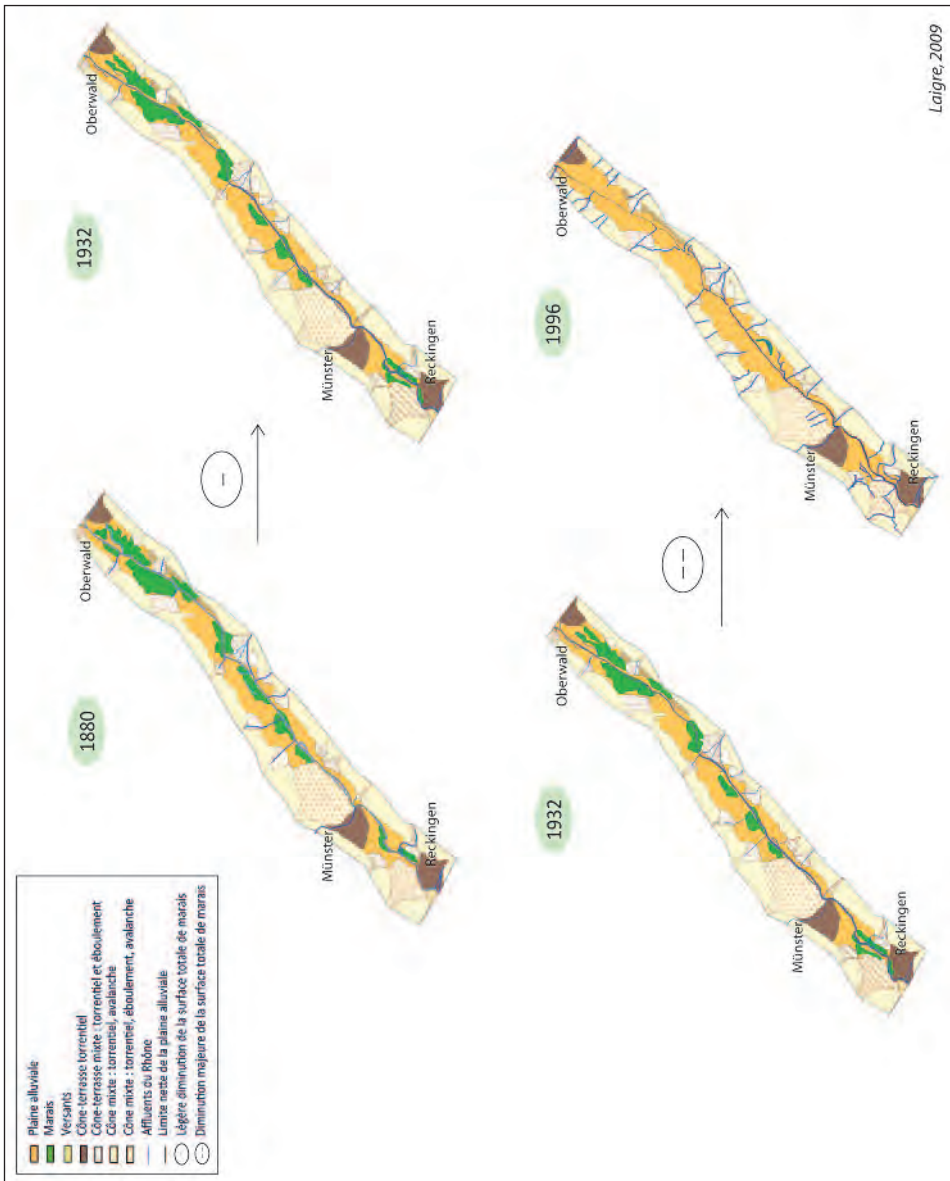 Plaine alluviale
Marais
Versants
Cône-terrasse torrentiel
Cône-terrasse mixte : torrentiel et éboulement
Cône mixte : torrentiel, avalanche
Cône mixte : torrentiel, éboulement, avalanche
Affluents du Rhône
Limite nette de la plaine alluviale
Légère diminution de la surface totale de marais
Diminution majeure de la surface totale de marais
1880
Oberwald
Münster
Reckingen
–
1932
Oberwald
Münster
Reckingen
1932
Oberwald
Münster
Reckingen
– –
1996
Oberwald
Münster
Reckingen
Laigre, 2009